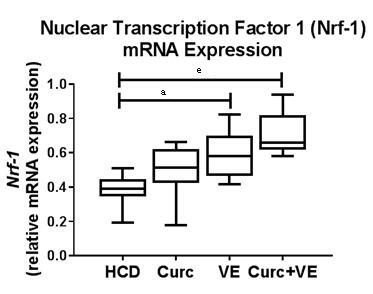 Nuclear Transcription Factor 1 (Nrf-1)
mRNA Expression
e
a
Nrf-1
(relative mRNA expression)
1.0
0.8
0.6
0.4
0.2
0.0
HCD Curc VE Curc+VE